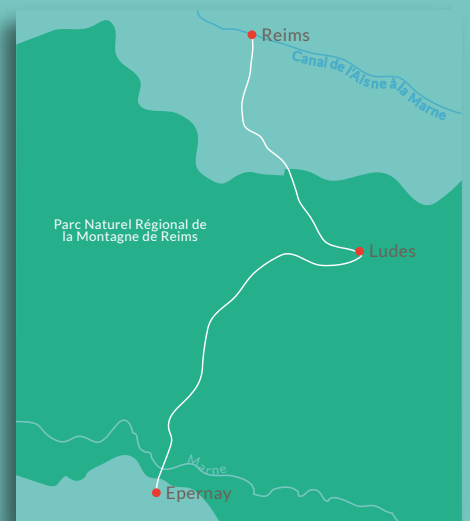 Reims
Canal de l'Aisne à la Marne
Parc Naturel Régional de
la Montagne de Reims
Ludes
Marne
Epernay